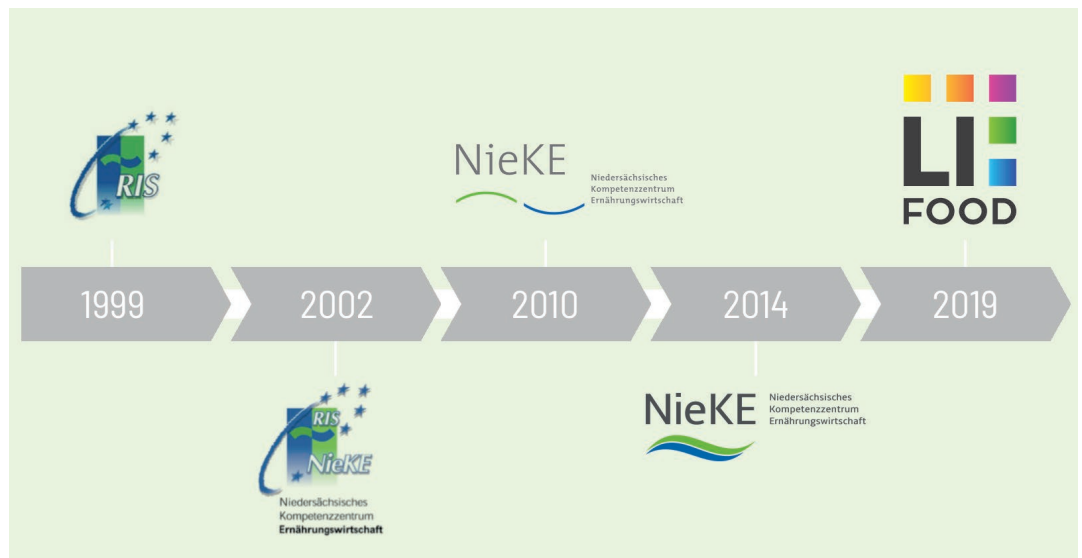 RIS
NieKE
Niedersächsisches
Kompetenzzentrum
Ernährungswirtschaft
LI
FOOD
1999
2002
2010
2014
2019
RIS
NieKE
Niedersächsisches
Kompetenzzentrum
Ernährungswirtschaft
NieKE
Niedersächsisches
Kompetenzzentrum
Ernährungswirtschaft